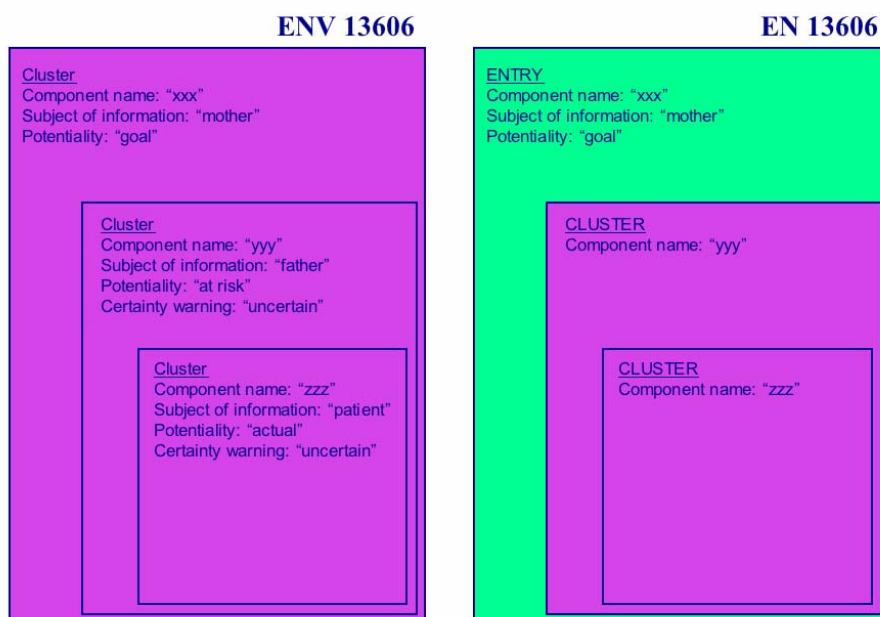 ENV 13606
Cluster
Component name: “xxx”
Subject of information: “mother”
Potentiality: “goal”
Cluster
Component name: “yyy”
Subject of information: “father”
Potentiality: “at risk”
Certainty warning: “uncertain”
Cluster
Component name: “zzz”
Subject of information: “patient”
Potentiality: “actual”
Certainty warning: “uncertain”
EN 13606
ENTRY
Component name: “xxx”
Subject of information: “mother”
Potentiality: “goal”
CLUSTER
Component name: “yyy”
CLUSTER
Component name: “zzz”